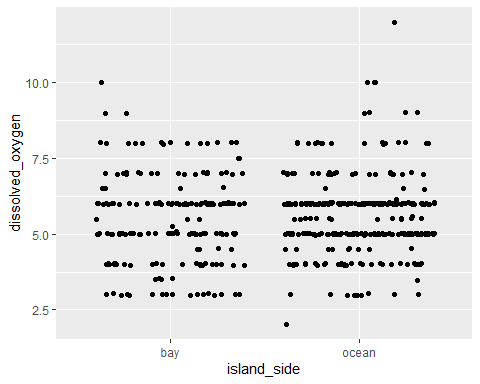 dissolved_oxygen
10.0
7.5
5.0
2.5
bay ocean
island_side